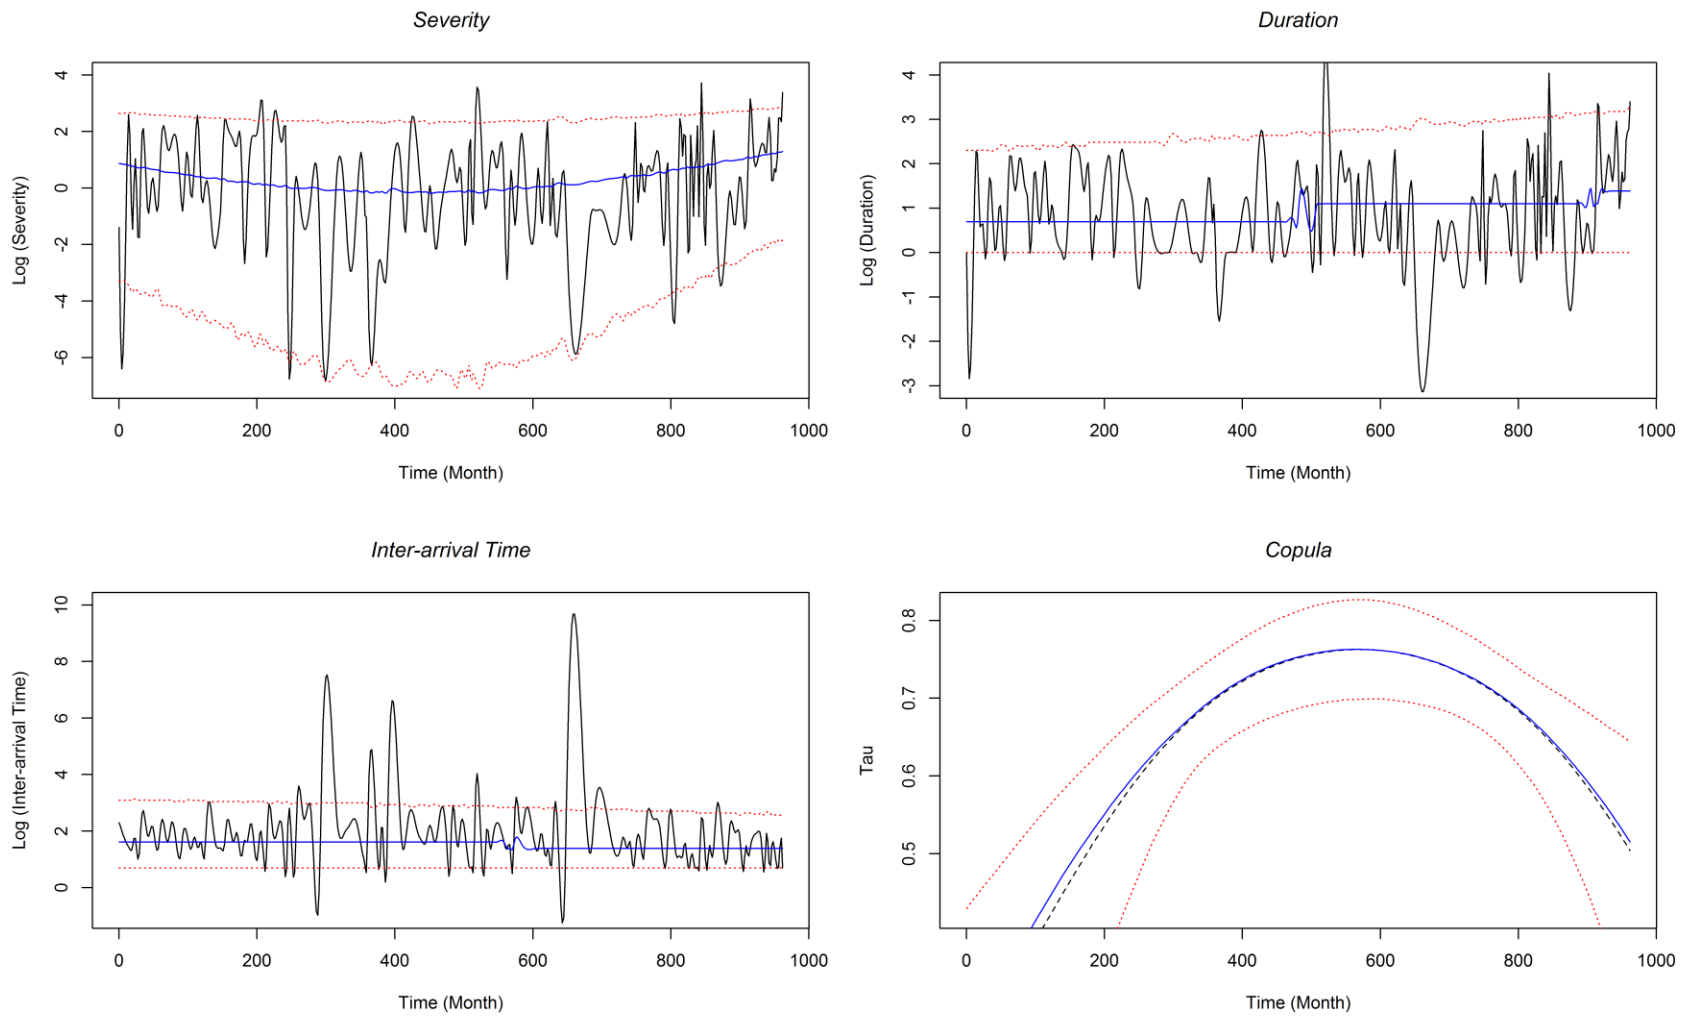 Severity
Log (Severity)
4
2
0
-2
-4
-6
0 200 400 600 800 1000
Time (Month)
Duration
Log (Duration)
4
3
2
1
0
-1
-2
-3
0 200 400 600 800 1000
Time (Month)
Inter-arrival Time
Log (Inter-arrival Time)
10
8
6
4
2
0
0 200 400 600 800 1000
Time (Month)
Copula
Tau
0.8
0.7
0.6
0.5
0 200 400 600 800 1000
Time (Month)